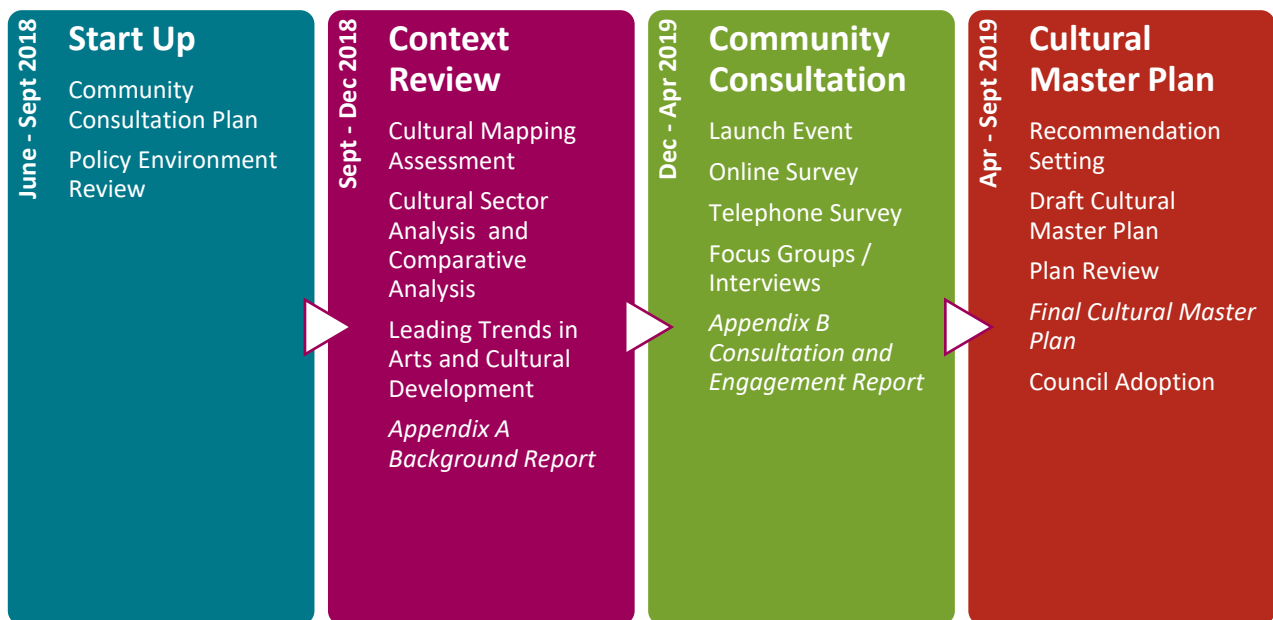 June - Sept 2018
Start Up
Community
Consultation Plan
Policy Environment
Review
Sept - Dec 2018
Context
Review
Cultural Mapping
Assessment
Cultural Sector
Analysis and
Comparative
Analysis
Leading Trends in
Arts and Cultural
Development
Appendix A
Background Report
Dec - Apr 2019
Community
Consultation
Launch Event
Online Survey
Telephone Survey
Focus Groups /
Interviews
Appendix B
Consultation and
Engagement Report
Apr - Sept 2019
Cultural
Master Plan
Recommendation
Setting
Draft Cultural
Master Plan
Plan Review
Final Cultural Master
Plan
Council Adoption